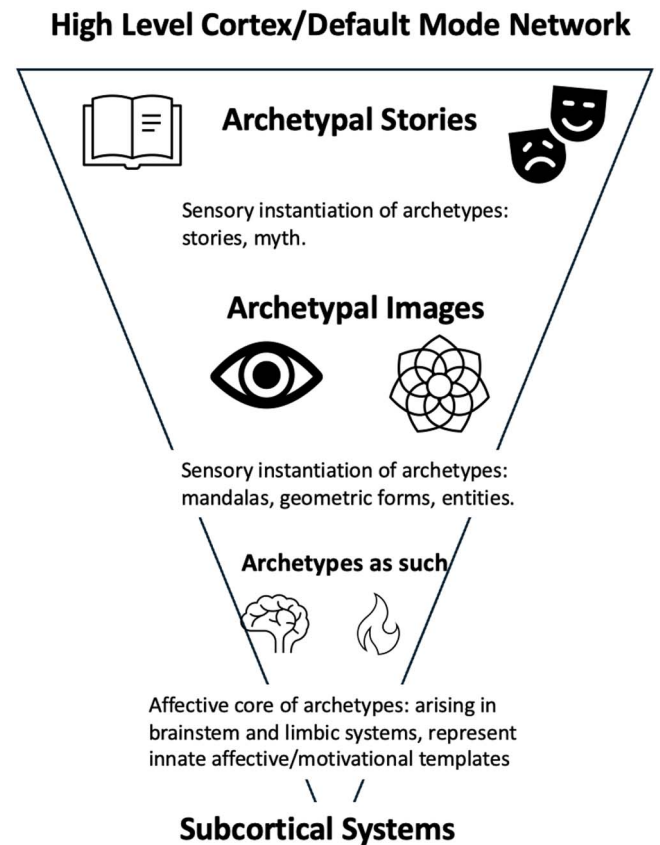 High Level Cortex/Default Mode Network
Archetypal Stories
Sensory instantiation of archetypes:
stories, myth.
Archetypal Images
Sensory instantiation of archetypes:
mandalas, geometric forms, entities.
Archetypes as such
Affective core of archetypes: arising in
brainstem and limbic systems, represent
innate affective/motivational templates
Subcortical Systems